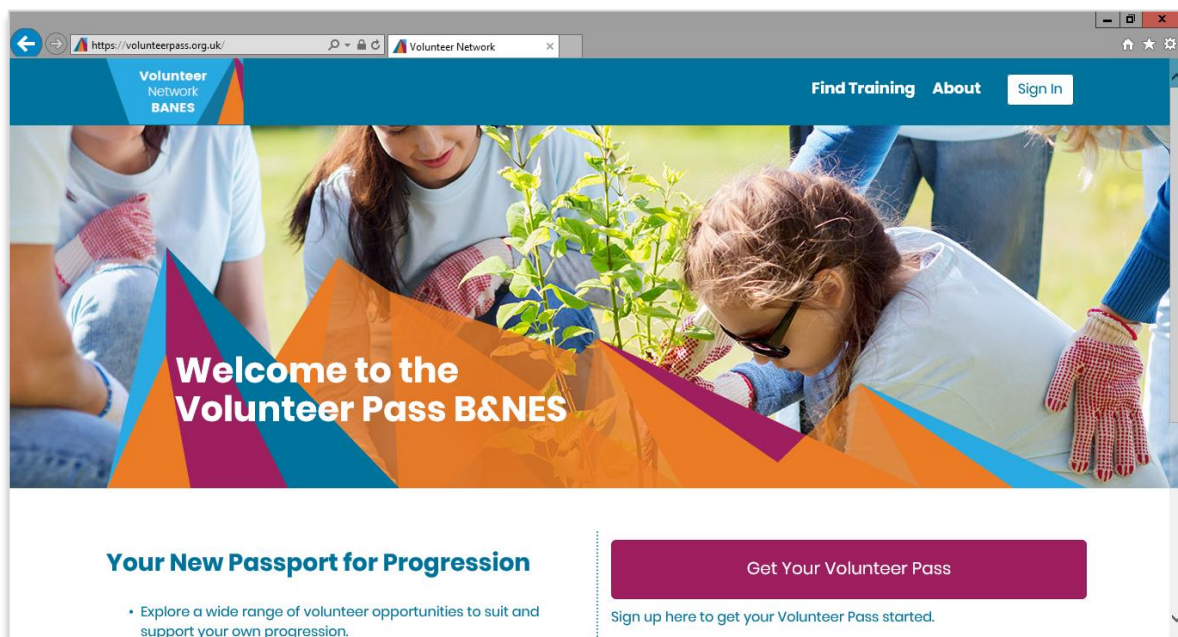 https://volunteerpass.org.uk/
Volunteer Network
Volunteer
Network
BANES
Find Training
About
Sign In
Welcome to the
Volunteer Pass B&NES
Your New Passport for Progression
• Explore a wide range of volunteer opportunities to suit and
support your own progression.
Get Your Volunteer Pass
Sign up here to get your Volunteer Pass started.